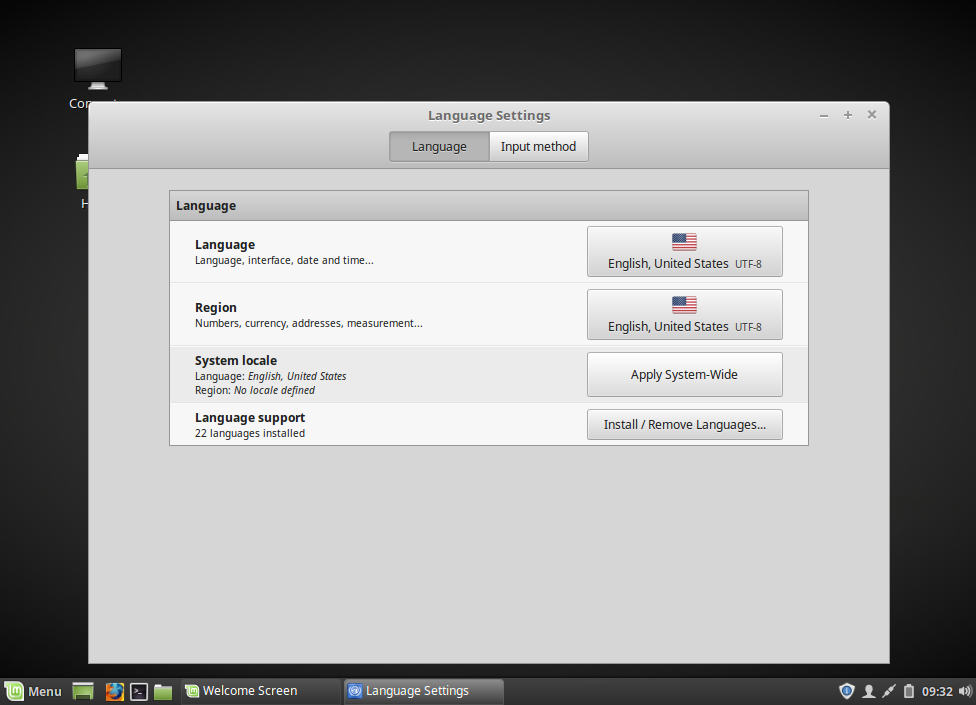 Language Settings
Language
Input method
Language
Language
Language, interface, date and time...
English, United States UTF-8
Region
Numbers, currency, addresses, measurement...
English, United States UTF-8
System locale
Language: English, United States
Region: No locale defined
Apply System-Wide
Language support
22 languages installed
Install / Remove Languages...
Menu
Welcome Screen
Language Settings
09:32